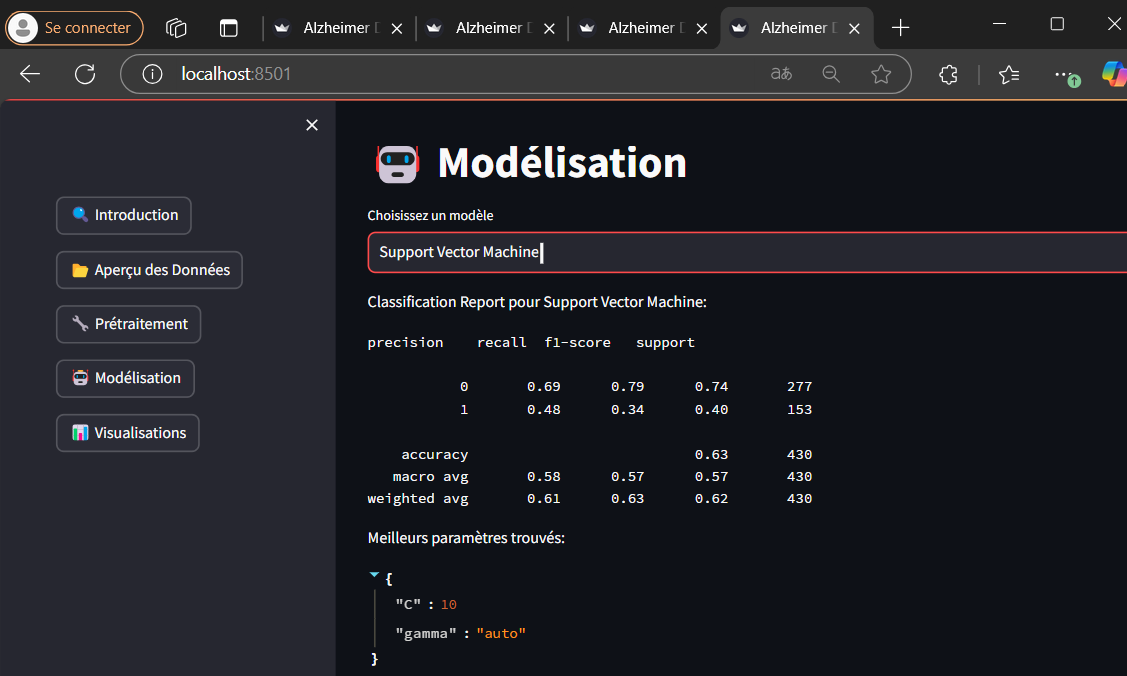 Se connecter
Alzheimer D
Alzheimer D
Alzheimer D
Alzheimer D
localhost:8501
aあ
Introduction
Aperçu des Données
Prétraitement
Modélisation
Visualisations
Modélisation
Choisissez un modèle
Support Vector Machine
Classification Report pour Support Vector Machine:
precision recall f1-score support
0 0.69 0.79 0.74 277
1 0.48 0.34 0.40 153
accuracy 0.63 430
macro avg 0.58 0.57 0.57 430
weighted avg 0.61 0.63 0.62 430
Meilleurs paramètres trouvés:
{
"C" : 10
"gamma" : "auto"
}